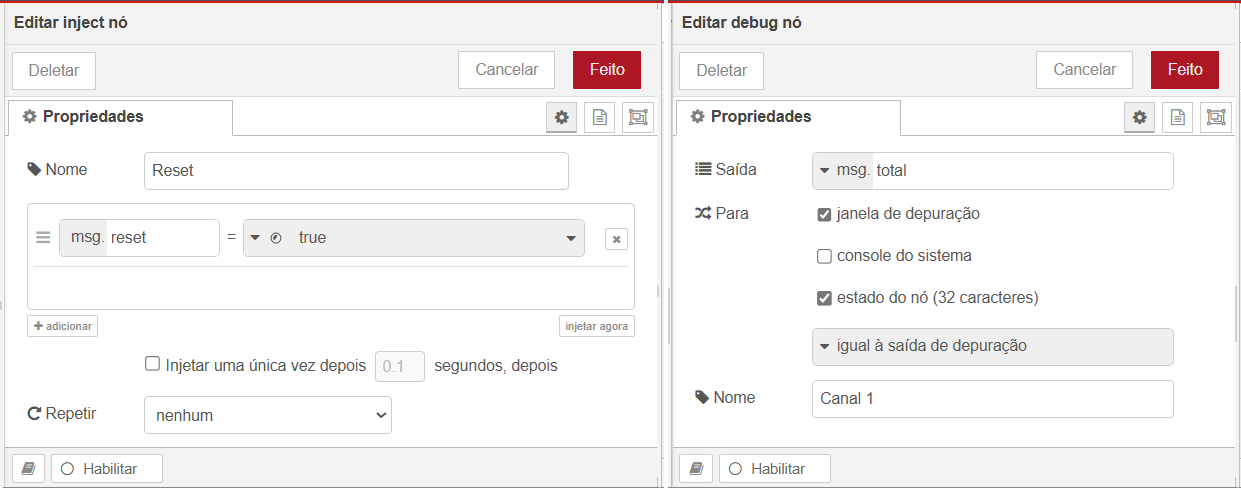 Editar inject nó
Deletar
Cancelar
Feito
Propriedades
Nome
Reset
msg. reset = true
adicionar
injetar agora
Injetar uma única vez depois 0.1 segundos, depois
Repetir
nenhum
Habilitar
Editar debug nó
Deletar
Cancelar
Feito
Propriedades
Saída
msg. total
Para
janela de depuração
console do sistema
estado do nó (32 caracteres)
igual à saída de depuração
Nome
Canal 1
Habilitar